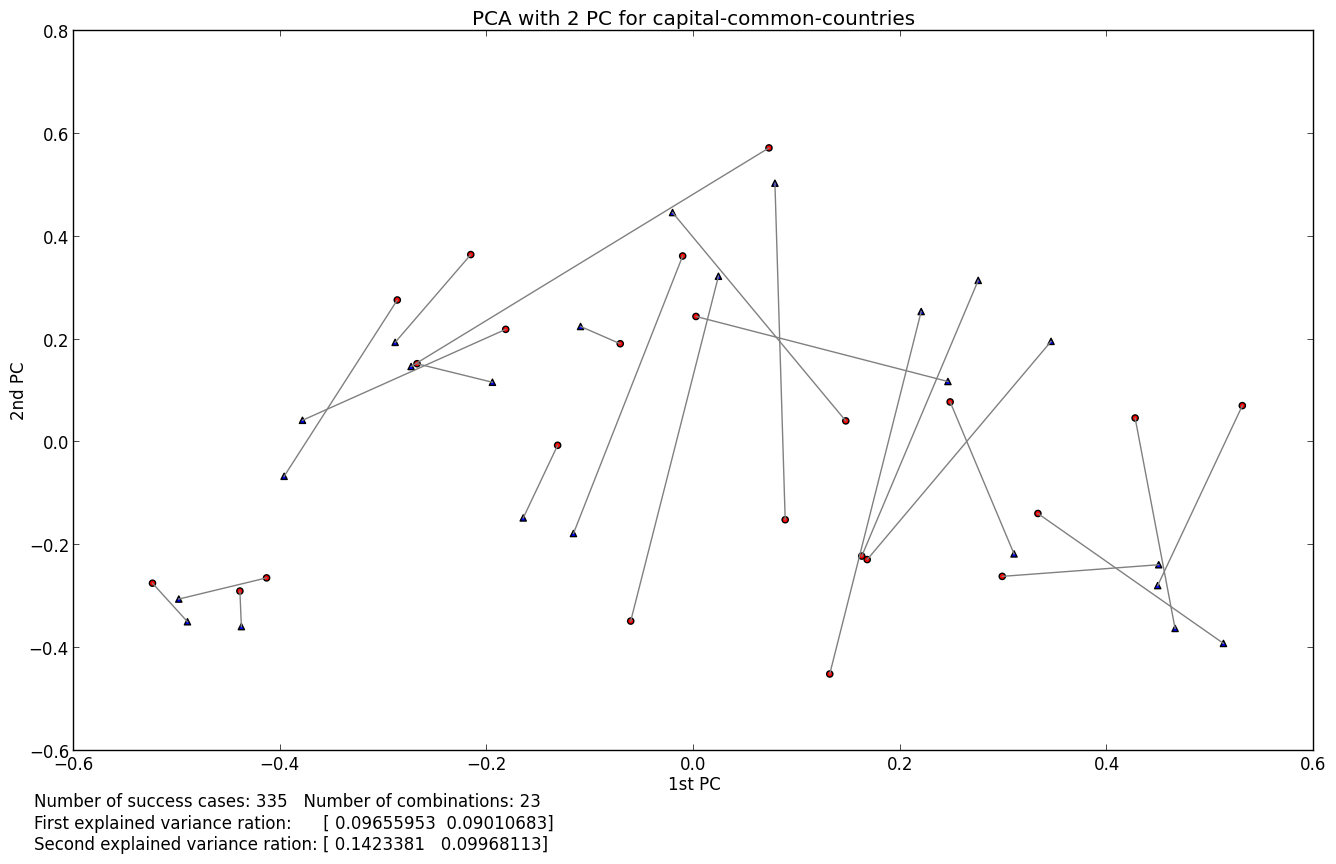 PCA with 2 PC for capital-common-countries
0.8
0.6
0.4
0.2
0.0
−0.2
−0.4
−0.6
2nd PC
−0.6 −0.4 −0.2 0.0 0.2 0.4 0.6
1st PC
Number of success cases: 335 Number of combinations: 23
First explained variance ration: [ 0.09655953 0.09010683]
Second explained variance ration: [ 0.1423381 0.09968113]